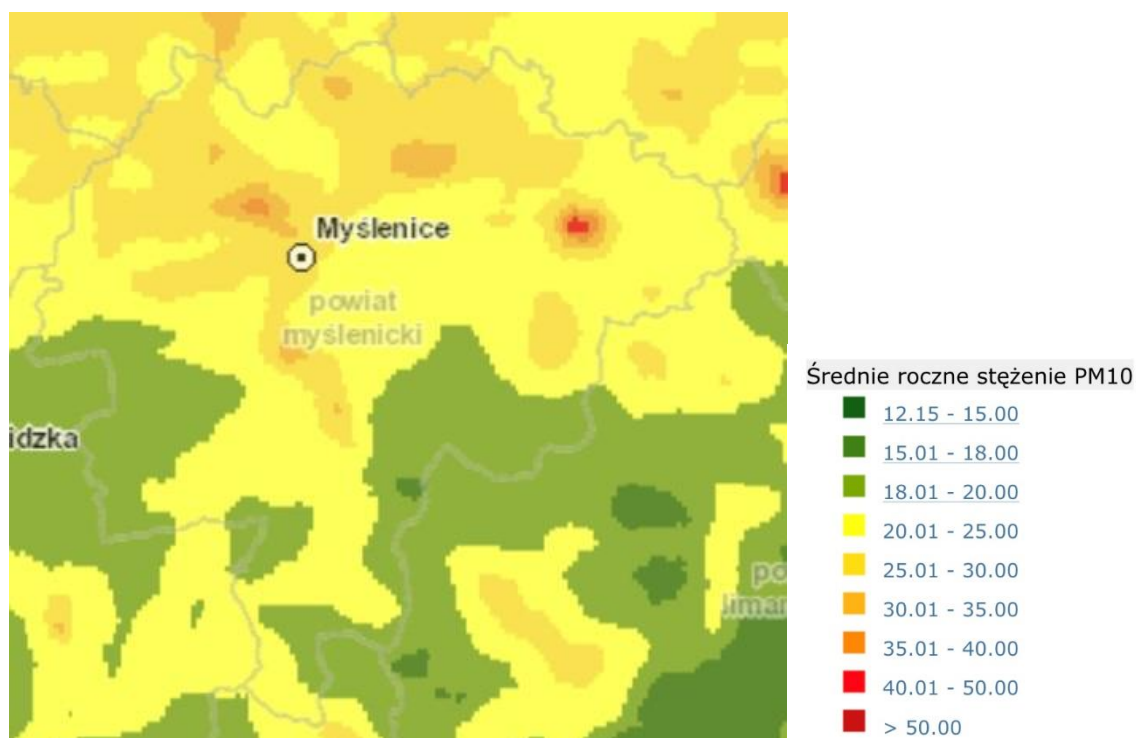 Myślenice
powiat
myślenicki
idzka
po
limar
Średnie roczne stężenie PM10
12.15 - 15.00
15.01 - 18.00
18.01 - 20.00
20.01 - 25.00
25.01 - 30.00
30.01 - 35.00
35.01 - 40.00
40.01 - 50.00
> 50.00